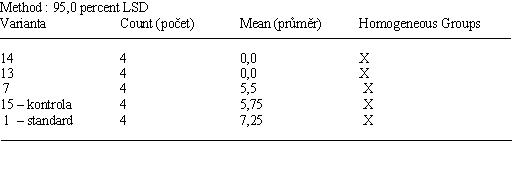 Method : 95,0 percent LSD
Varianta Count (počet) Mean (průměr) Homogeneous Groups
14 4 0,0 X
13 4 0,0 X
7 4 5,5 X
15 – kontrola 4 5,75 X
1 – standard 4 7,25 X